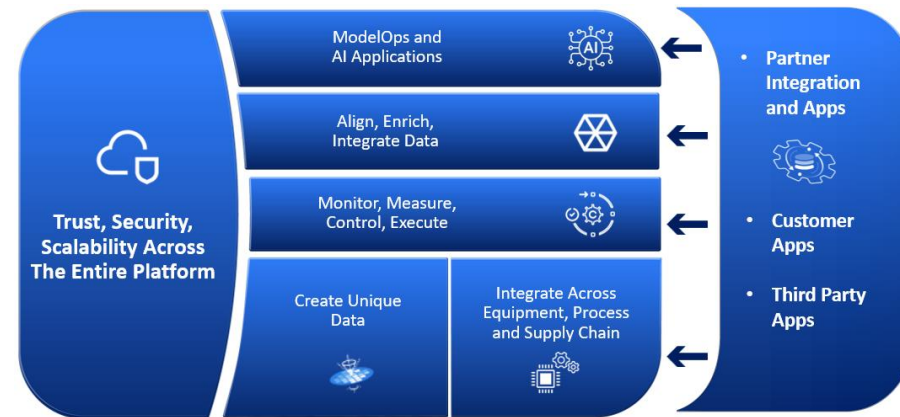 Trust, Security,
Scalability Across
The Entire Platform
ModelOps and
AI Applications
AI
Align, Enrich,
Integrate Data
Monitor, Measure,
Control, Execute
C
Create Unique
Data
Integrate Across
Equipment, Process
and Supply Chain
• Partner
Integration
and Apps
• Customer
Apps
• Third Party
Apps